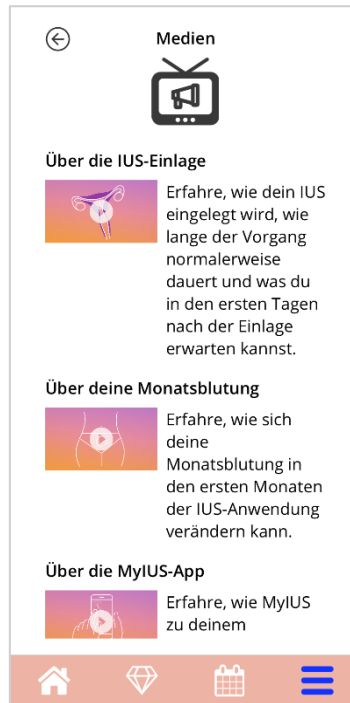 Medien
Über die IUS-Einlage
Erfahre, wie dein IUS
eingelegt wird, wie
lange der Vorgang
normalerweise
dauert und was du
in den ersten Tagen
nach der Einlage
erwarten kannst.
Über deine Monatsblutung
Erfahre, wie sich
deine
Monatsblutung in
den ersten Monaten
der IUS-Anwendung
verändern kann.
Über die MyIUS-App
Erfahre, wie MyIUS
zu deinem